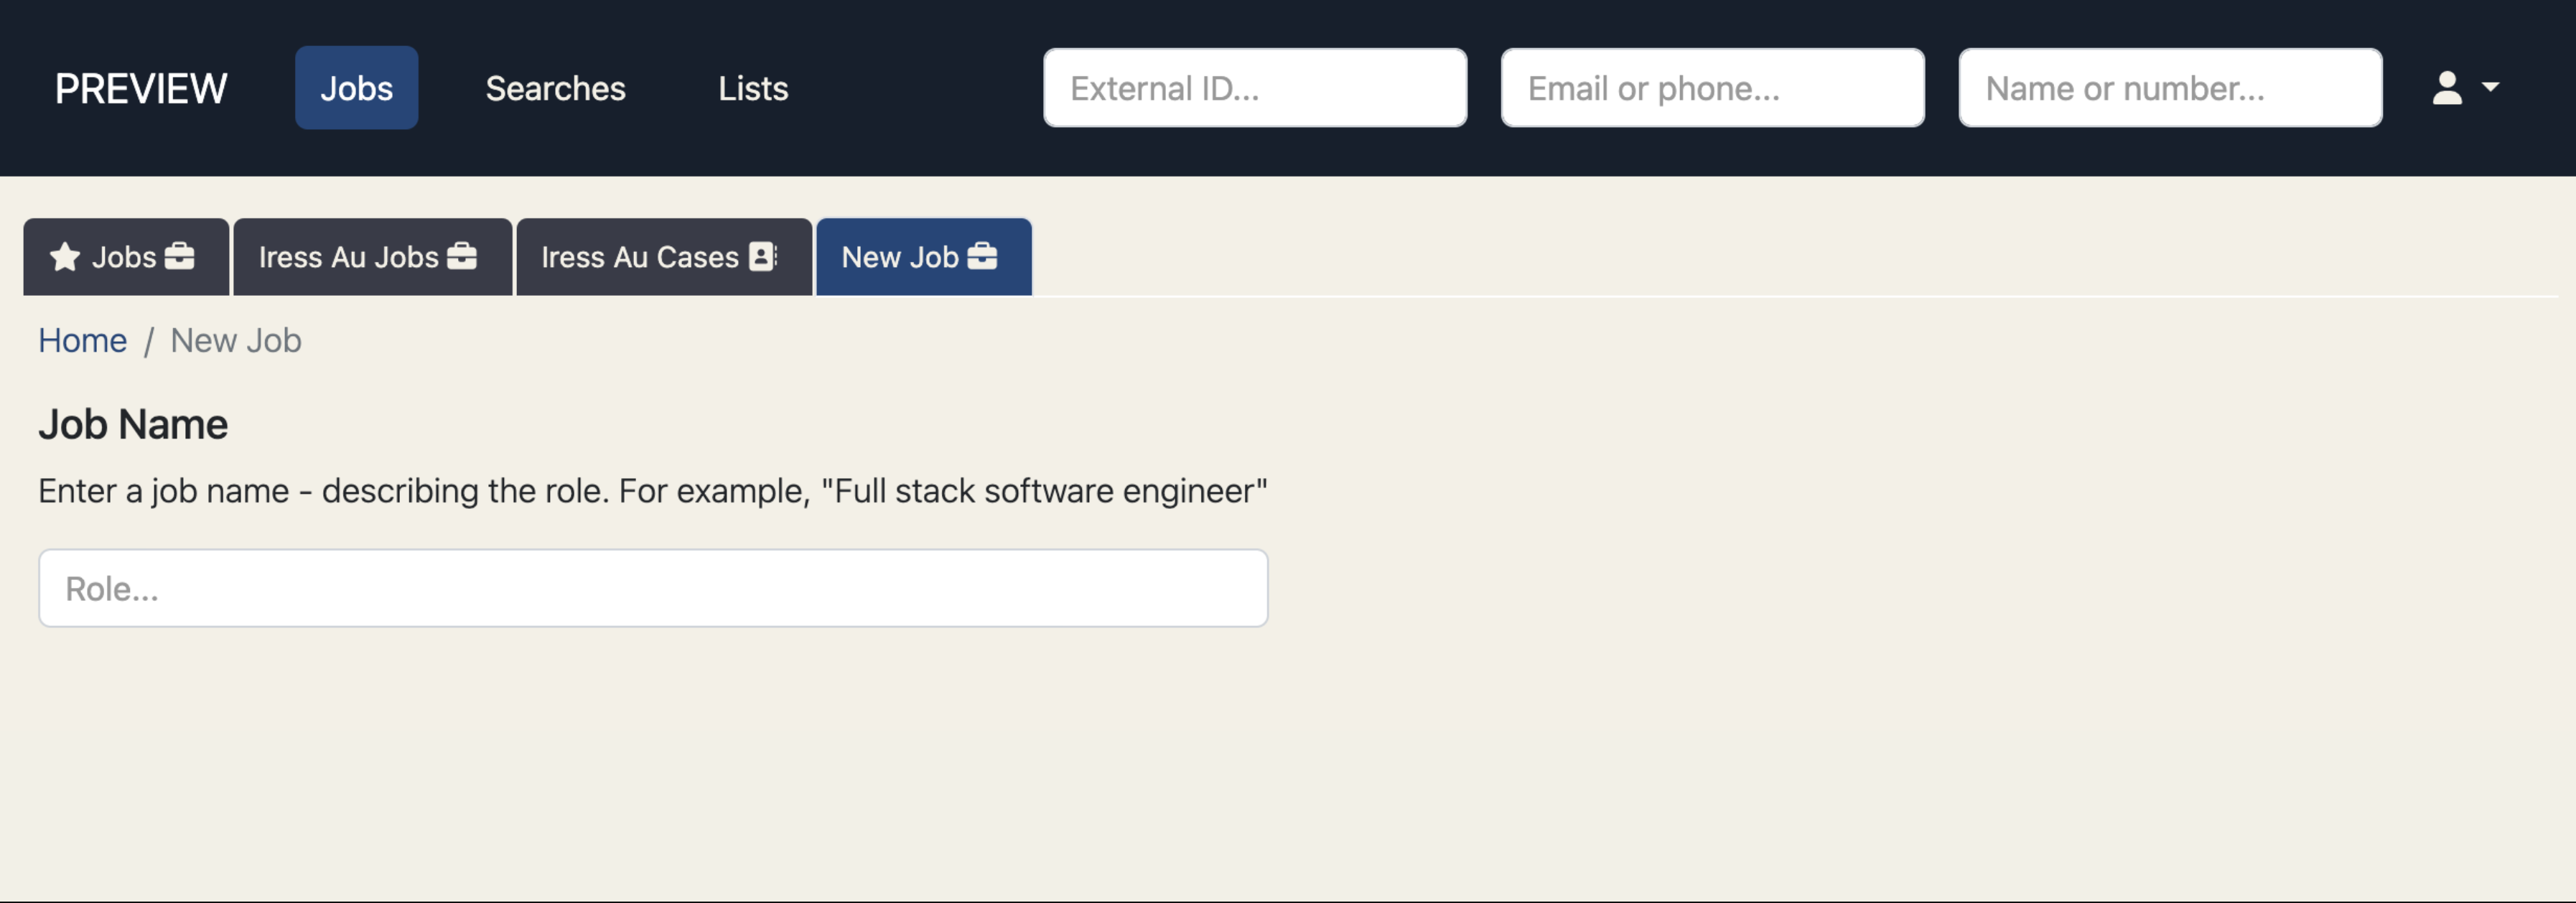 PREVIEW Jobs Searches Lists External ID... Email or phone... Name or number...
Jobs Iress Au Jobs Iress Au Cases New Job
Home / New Job
Job Name
Enter a job name - describing the role. For example, "Full stack software engineer"
Role...